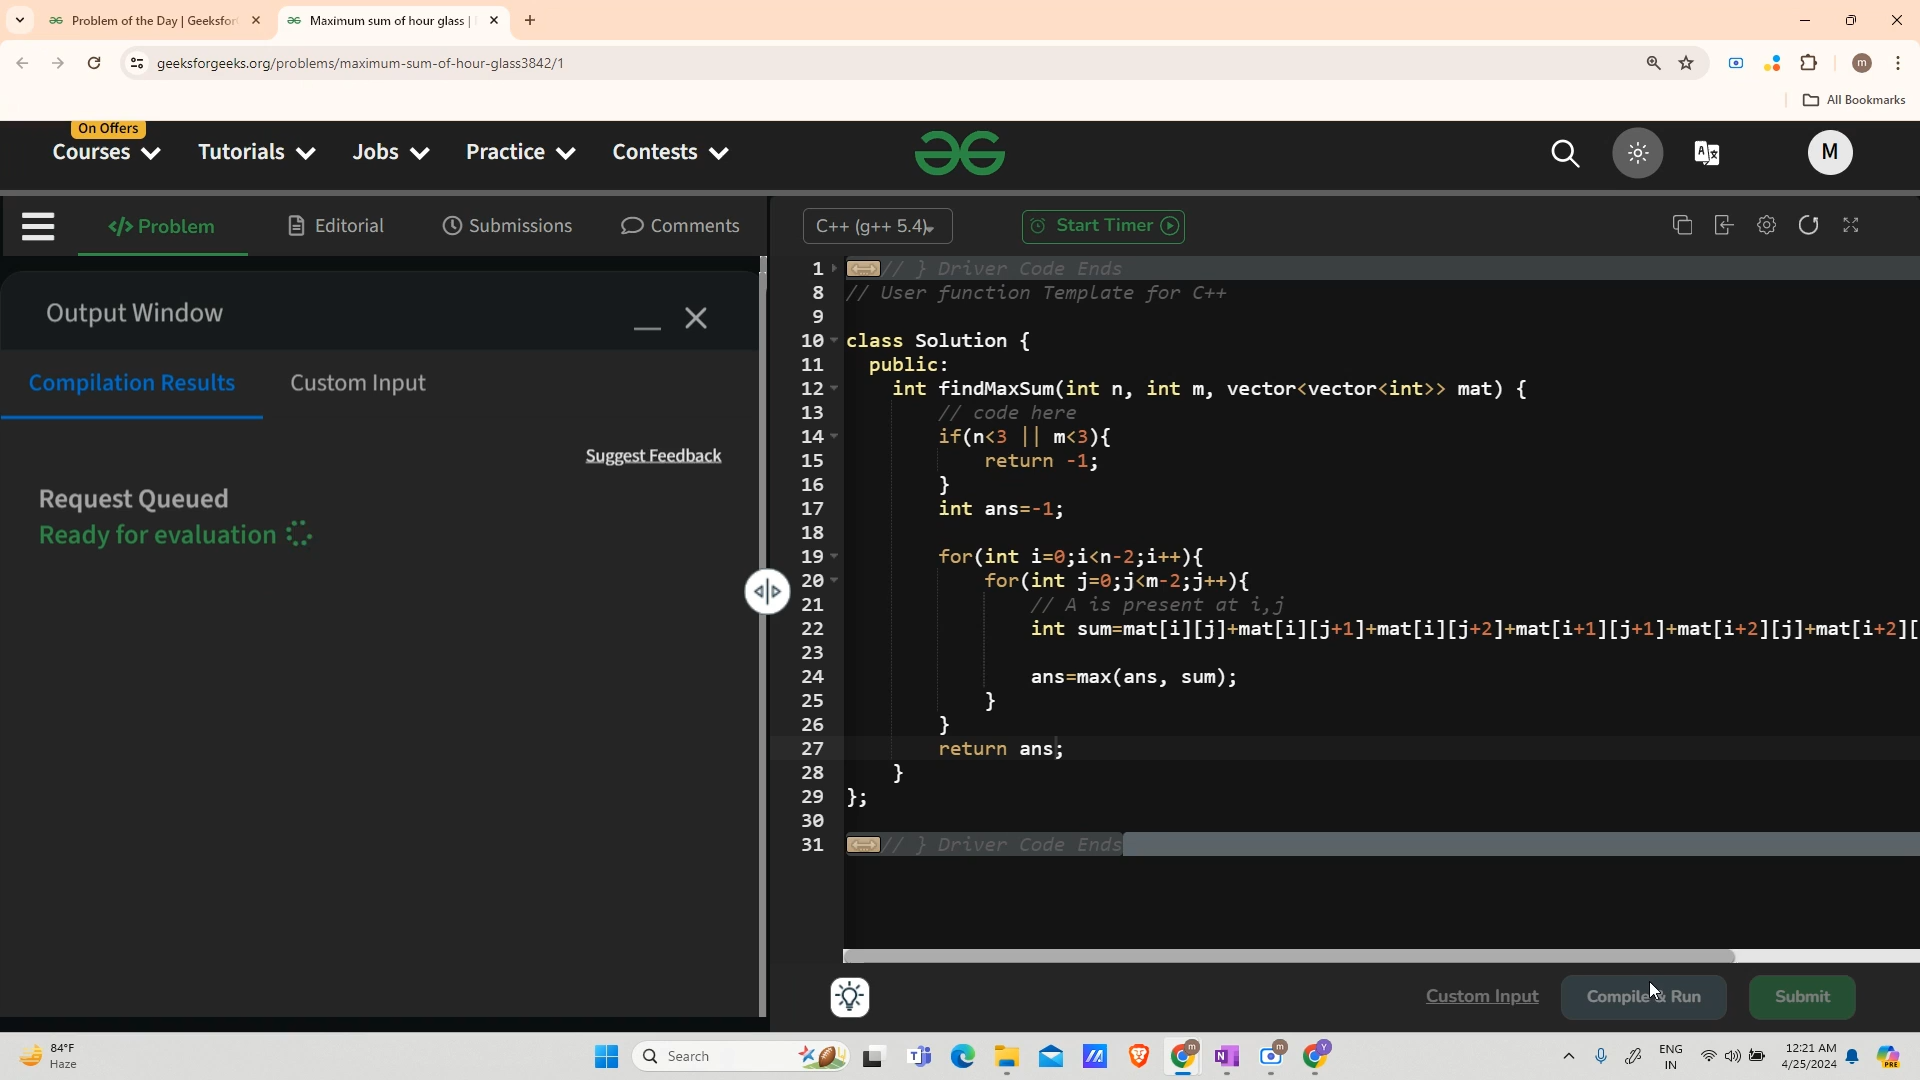 Problem of the Day | Geeksfor
Maximum sum of hour glass |
geeksforgeeks.org/problems/maximum-sum-of-hour-glass3842/1
m
All Bookmarks
On Offers
Courses
Tutorials
Jobs
Practice
Contests
M
</> Problem
Editorial
Submissions
Comments
C++ (g++ 5.4)
Start Timer
Output Window
Compilation Results
Custom Input
Suggest Feedback
Request Queued
Ready for evaluation
1 // } Driver Code Ends
8 // User function Template for C++
9
10 class Solution {
11 public:
12 int findMaxSum(int n, int m, vector<vector<int>> mat) {
13 // code here
14 if(n<3 || m<3){
15 return -1;
16 }
17 int ans=-1;
18
19 for(int i=0;i<n-2;i++){
20 for(int j=0;j<m-2;j++){
21 // A is present at i,j
22 int sum=mat[i][j]+mat[i][j+1]+mat[i][j+2]+mat[i+1][j+1]+mat[i+2][j]+mat[i+2][
23
24 ans=max(ans, sum);
25 }
26 }
27 return ans;
28 }
29 };
30
31 // } Driver Code Ends
Custom Input
Compile & Run
Submit
84°F
Haze
Search
ENG
IN
12:21 AM
4/25/2024